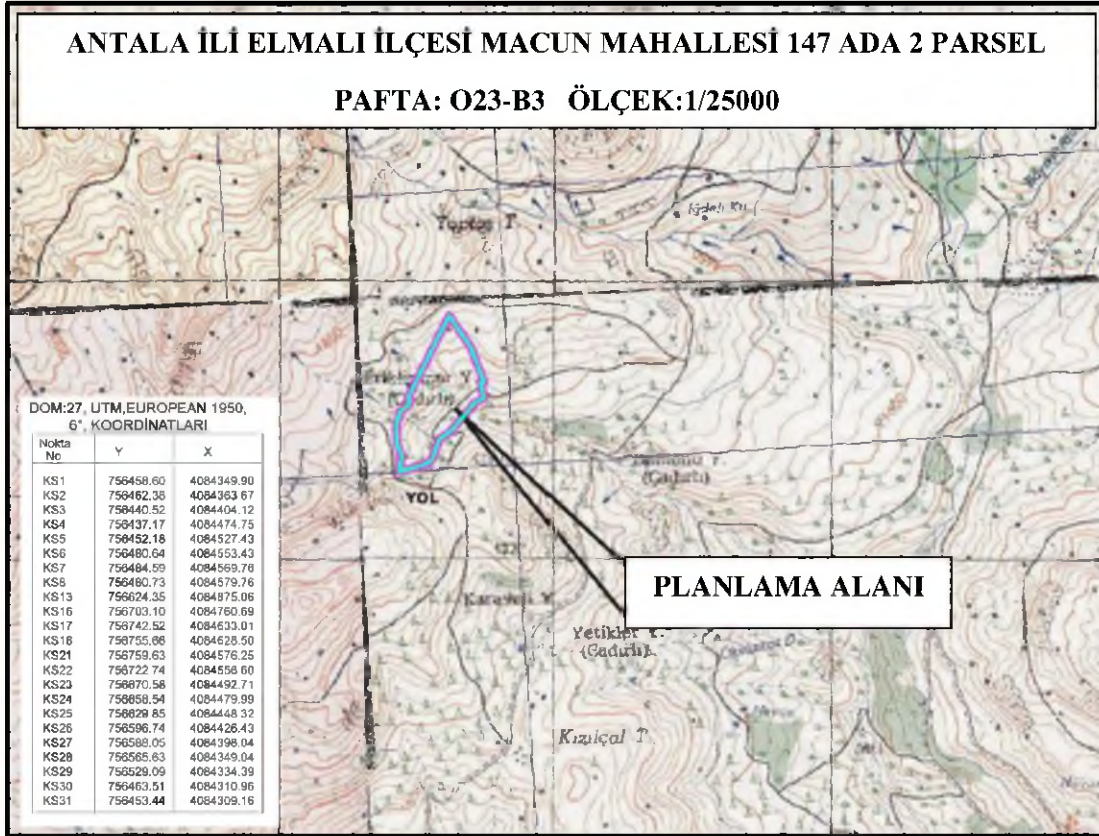 ANTALA İLİ ELMALI İLÇESİ MACUN MAHALLESİ 147 ADA 2 PARSEL
PAFTA: O23-B3 ÖLÇEK:1/25000
Toptaş T.
YOL
DOM:27, UTM,EUROPEAN 1950,
6°, KOORDİNATLARI
Nokta No Y X
KS1 756458.60 4084349.90
KS2 756462.38 4084363.67
KS3 756440.52 4084404.12
KS4 756437.17 4084474.75
KS5 756452.18 4084527.43
KS6 756480.64 4084553.43
KS7 756484.59 4084569.76
KS8 756480.73 4084579.76
KS13 756624.35 4084875.06
KS16 756703.10 4084760.69
KS17 756742.52 4084633.01
KS18 756755.66 4084628.50
KS21 756759.63 4084576.25
KS22 756722.74 4084556.60
KS23 756670.58 4084492.71
KS24 756658.54 4084479.99
KS25 756629.85 4084448.32
KS26 756596.74 4084426.43
KS27 756588.05 4084398.04
KS28 756565.63 4084349.04
KS29 756529.09 4084334.39
KS30 756463.51 4084310.96
KS31 756453.44 4084309.16
PLANLAMA ALANI
Yetikler Y.
(Gadırlı)
Kızılçal T.